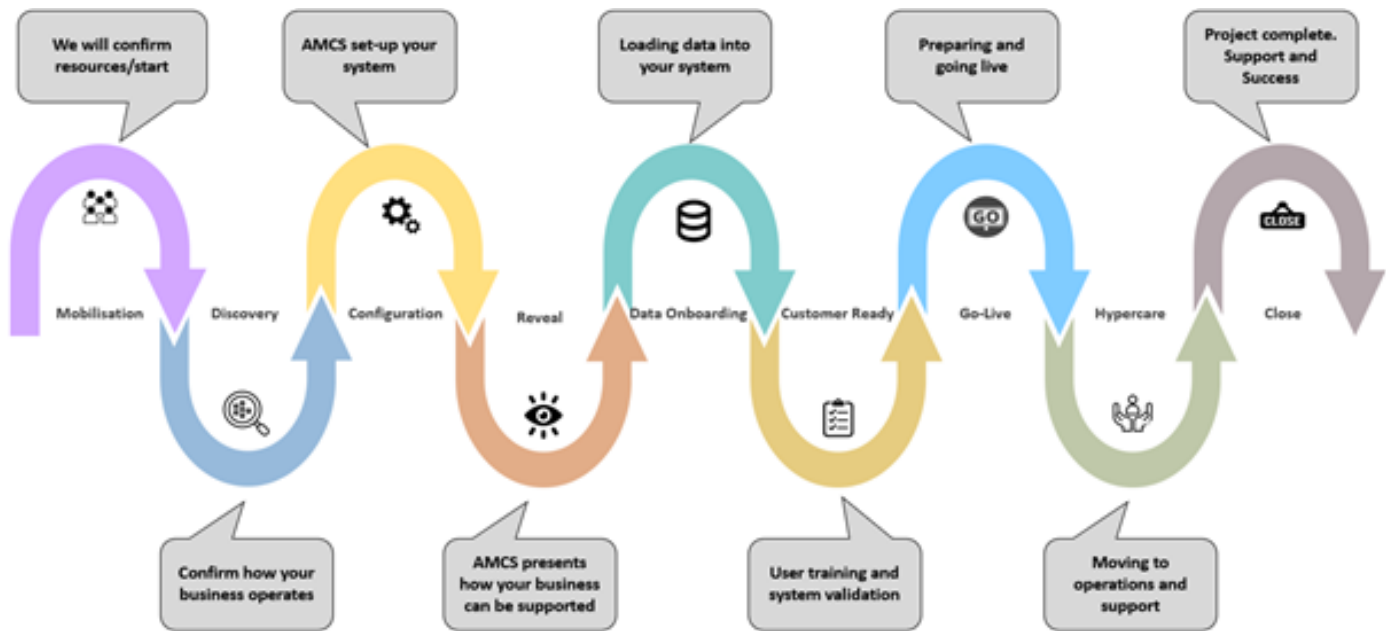 We will confirm
resources/start
AMCS set-up your
system
Loading data into
your system
Preparing and
going live
Project complete.
Support and
Success
GO
CLOSE
Mobilisation
Discovery
Configuration
Reveal
Data Onboarding
Customer Ready
Go-Live
Hypercare
Close
Confirm how your
business operates
AMCS presents
how your business
can be supported
User training and
system validation
Moving to
operations and
support